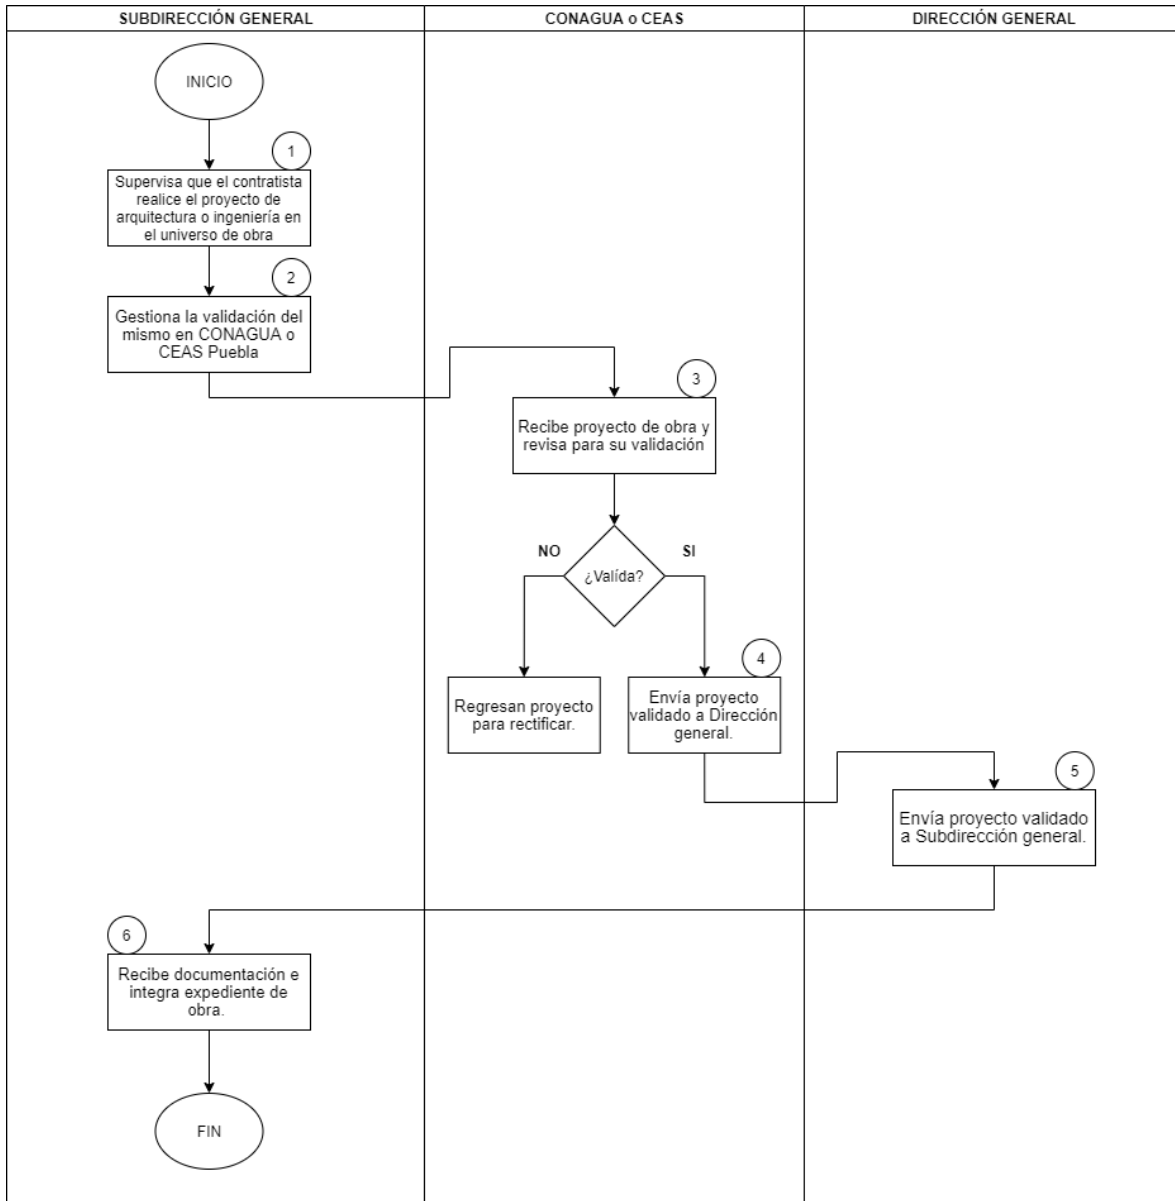 SUBDIRECCIÓN GENERAL
CONAGUA o CEAS
DIRECCIÓN GENERAL
INICIO
1
Supervisa que el contratista
realice el proyecto de
arquitectura o ingeniería en
el universo de obra
2
Gestiona la validación del
mismo en CONAGUA o
CEAS Puebla
3
Recibe proyecto de obra y
revisa para su validación
NO
SI
¿Valída?
Regresan proyecto
para rectificar.
4
Envía proyecto
validado a Dirección
general.
5
Envía proyecto validado
a Subdirección general.
6
Recibe documentación e
integra expediente de
obra.
FIN